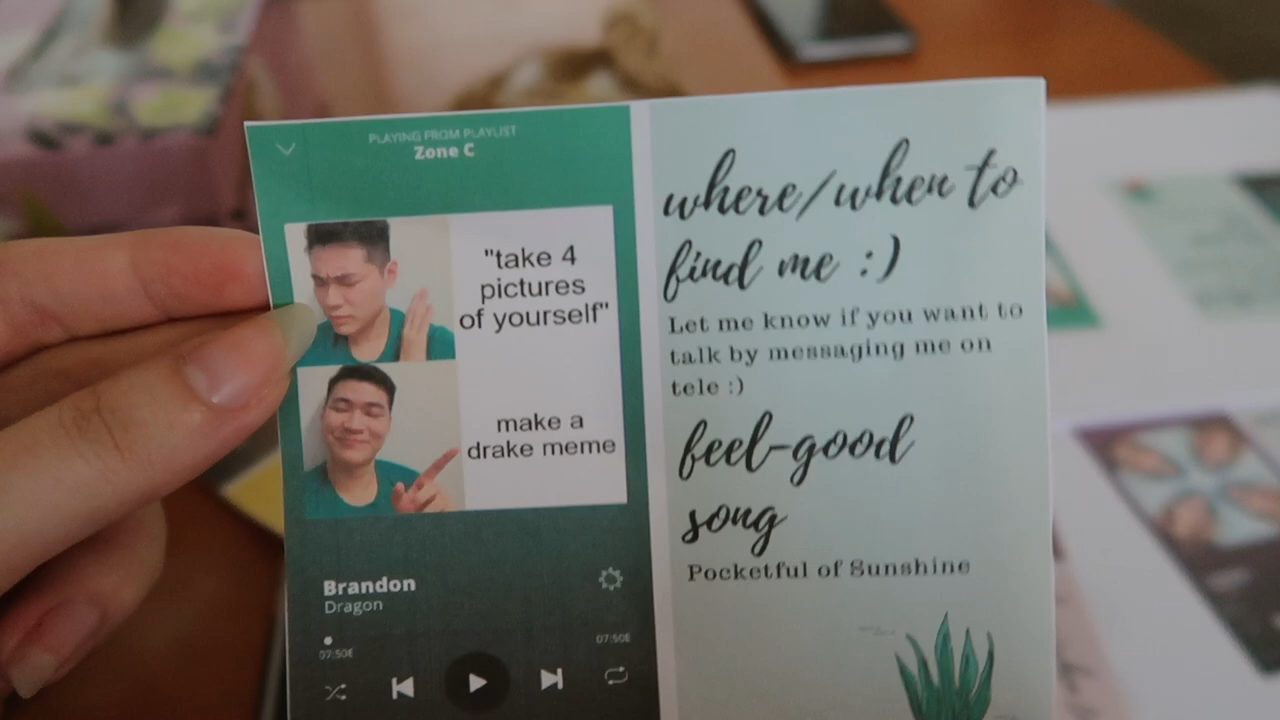 PLAYING FROM PLAYLIST
Zone C
"take 4
pictures
of yourself"
make a
drake meme
Brandon
Dragon
07:50E
07:50E
where/when to
find me :)
Let me know if you want to
talk by messaging me on
tele :)
feel-good
song
Pocketful of Sunshine